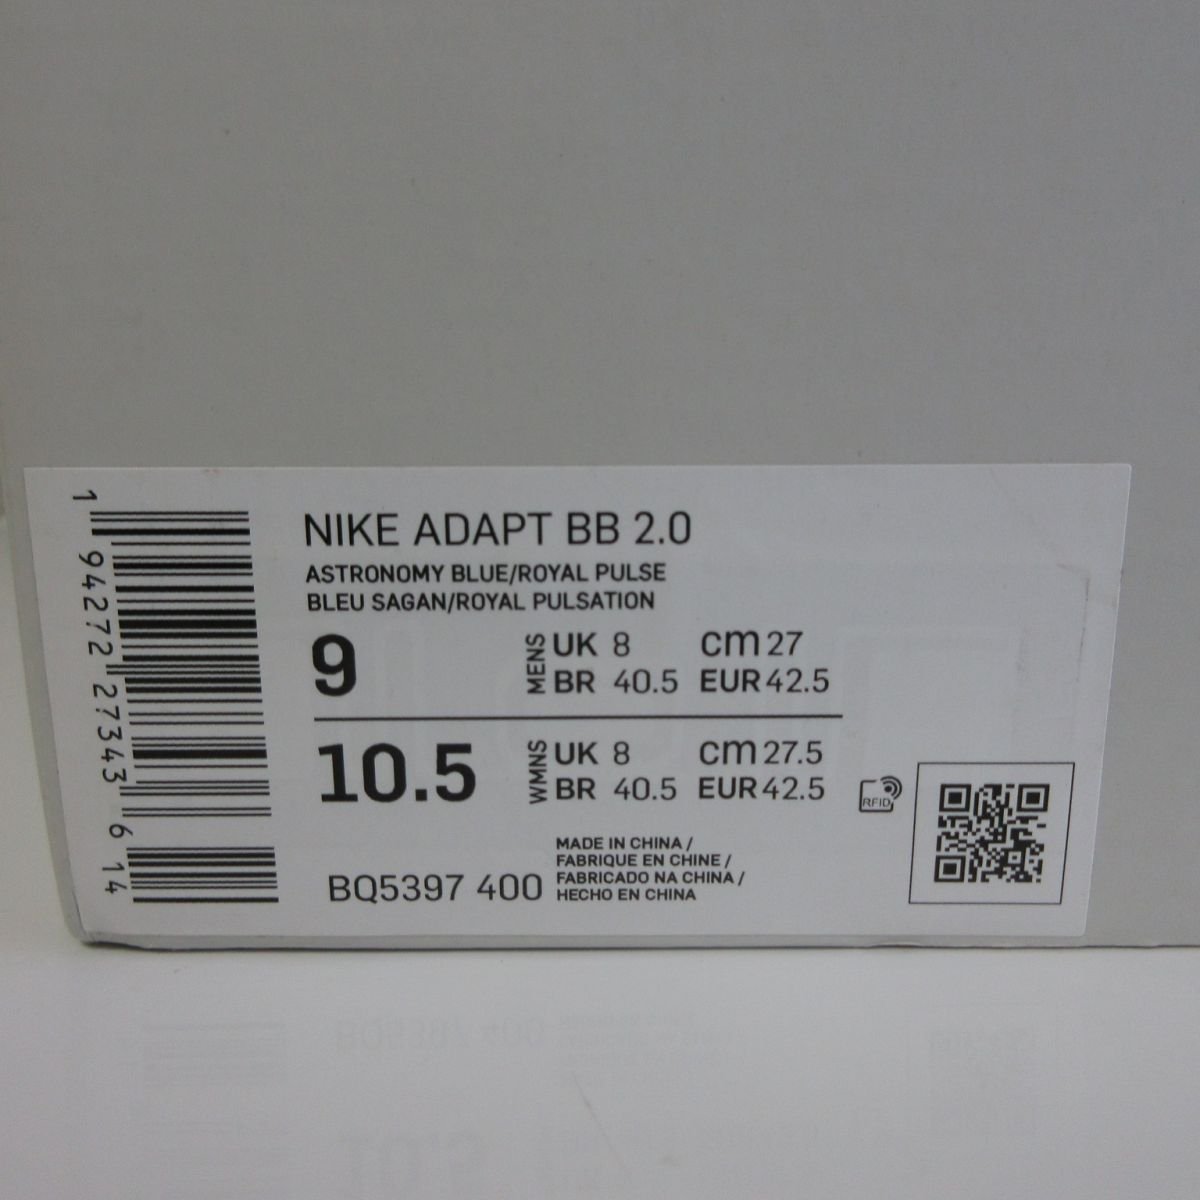 NIKE ADAPT BB 2.0
ASTRONOMY BLUE/ROYAL PULSE
BLEU SAGAN/ROYAL PULSATION
9 MENS UK 8 cm 27
BR 40.5 EUR 42.5
10.5 WMNS UK 8 cm 27.5
BR 40.5 EUR 42.5
RFID
BQ5397 400
MADE IN CHINA /
FABRIQUE EN CHINE /
FABRICADO NA CHINA /
HECHO EN CHINA
1 94272 27343 6 14